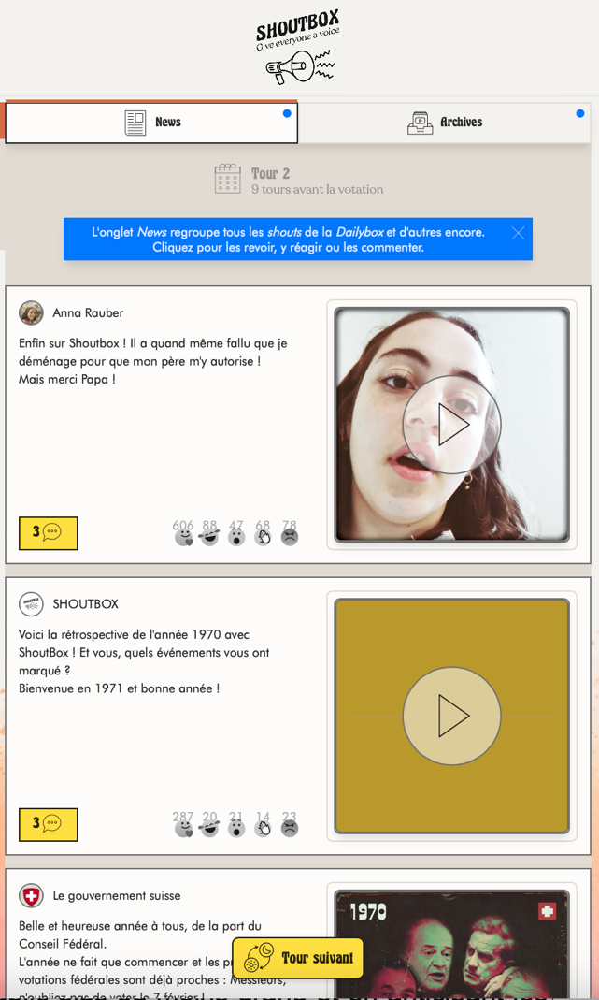 SHOUTBOX
Give everyone a voice
News
Archives
Tour 2
9 tours avant la votation
L'onglet News regroupe tous les shouts de la Dailybox et d'autres encore.
Cliquez pour les revoir, y réagir ou les commenter.
Anna Rauber
Enfin sur Shoutbox ! Il a quand même fallu que je
déménage pour que mon père m'y autorise !
Mais merci Papa !
3
606 88 47 68 78
SHOUTBOX
Voici la rétrospective de l'année 1970 avec
ShoutBox ! Et vous, quels événements vous ont
marqué ?
Bienvenue en 1971 et bonne année !
3
287 20 21 14 23
Le gouvernement suisse
Belle et heureuse année à tous, de la part du
Conseil Fédéral.
L'année ne fait que commencer et les
votations fédérales sont déjà proches : Messieurs,
n'oubliez pas de voter le 7 février !
1970
Tour suivant